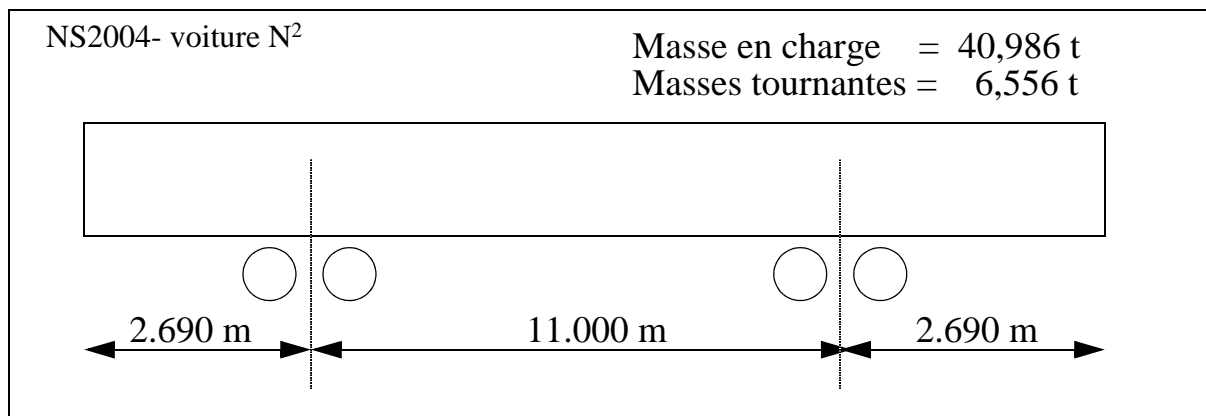 NS2004- voiture N²
Masse en charge = 40,986 t
Masses tournantes = 6,556 t
2.690 m 11.000 m 2.690 m